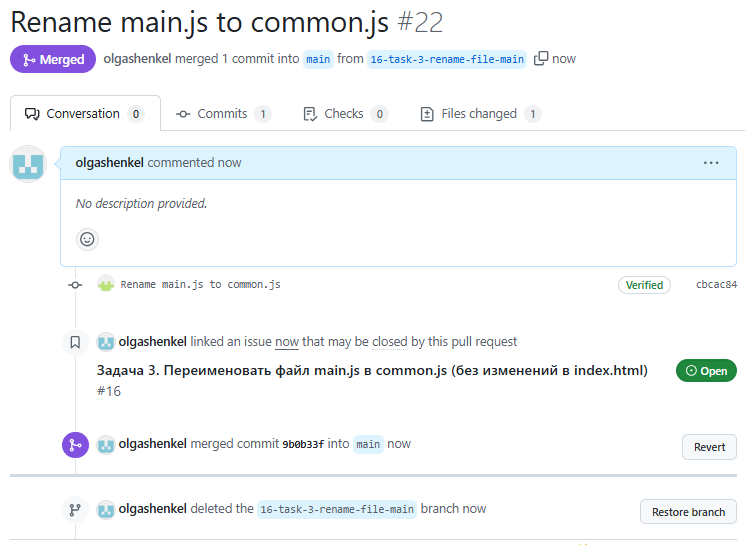 Rename main.js to common.js #22
Merged olgashenkel merged 1 commit into main from 16-task-3-rename-file-main now
Conversation 0 Commits 1 Checks 0 Files changed 1
olgashenkel commented now
No description provided.
Rename main.js to common.js Verified cbcac84
olgashenkel linked an issue now that may be closed by this pull request
Задача 3. Переименовать файл main.js в common.js (без изменений в index.html) Open
#16
olgashenkel merged commit 9b0b33f into main now Revert
olgashenkel deleted the 16-task-3-rename-file-main branch now Restore branch